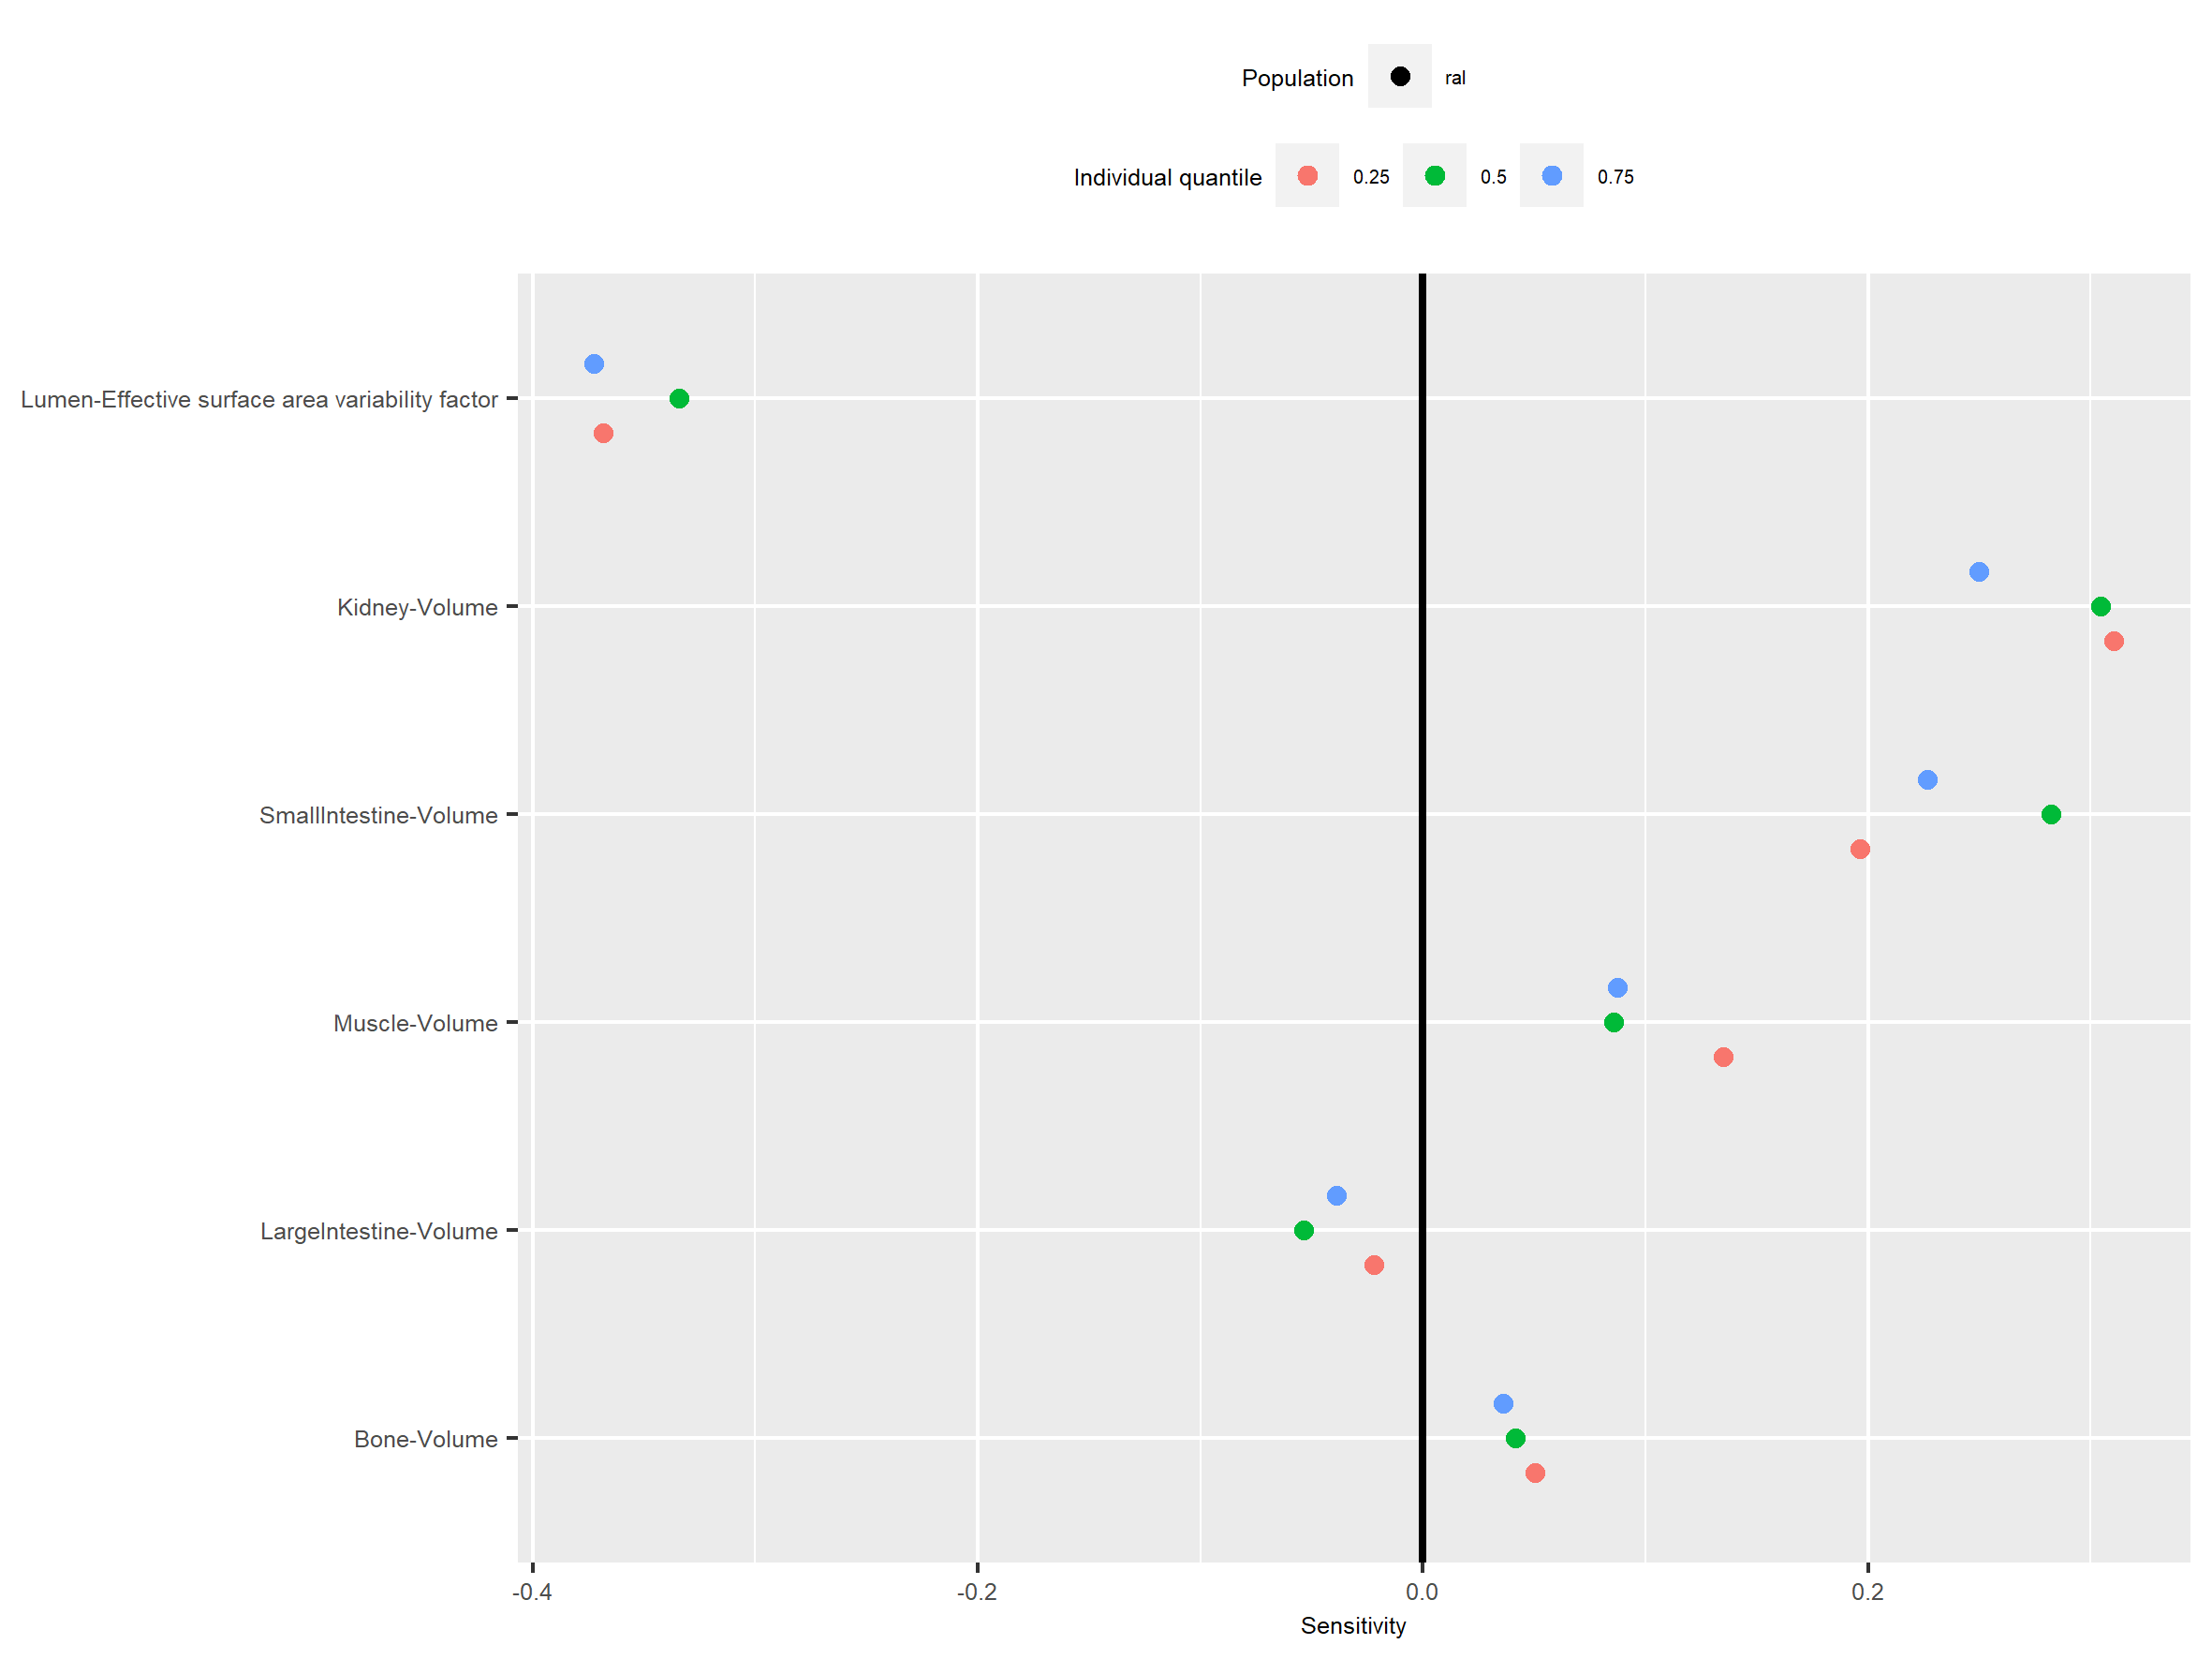 Population ral
Individual quantile 0.25 0.5 0.75
Lumen-Effective surface area variability factor
Kidney-Volume
SmallIntestine-Volume
Muscle-Volume
LargeIntestine-Volume
Bone-Volume
-0.4 -0.2 0.0 0.2
Sensitivity